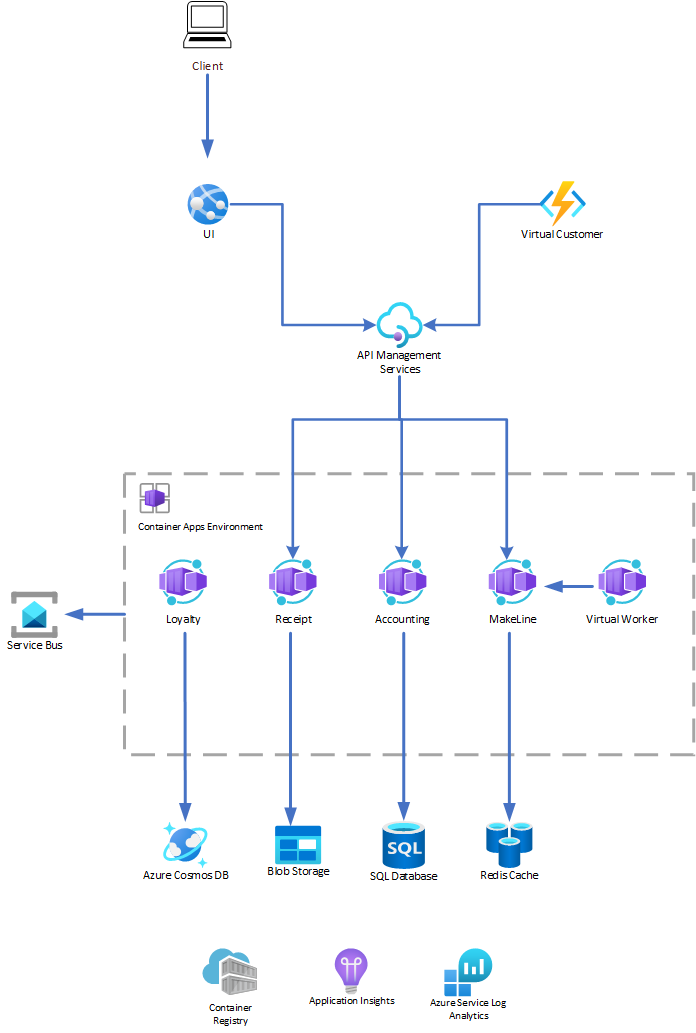 Client
UI
Virtual Customer
API Management
Services
Container Apps Environment
Loyalty
Receipt
Accounting
MakeLine
Virtual Worker
Service Bus
SQL
Azure Cosmos DB
Blob Storage
SQL Database
Redis Cache
Container
Registry
Application Insights
Azure Service Log
Analytics